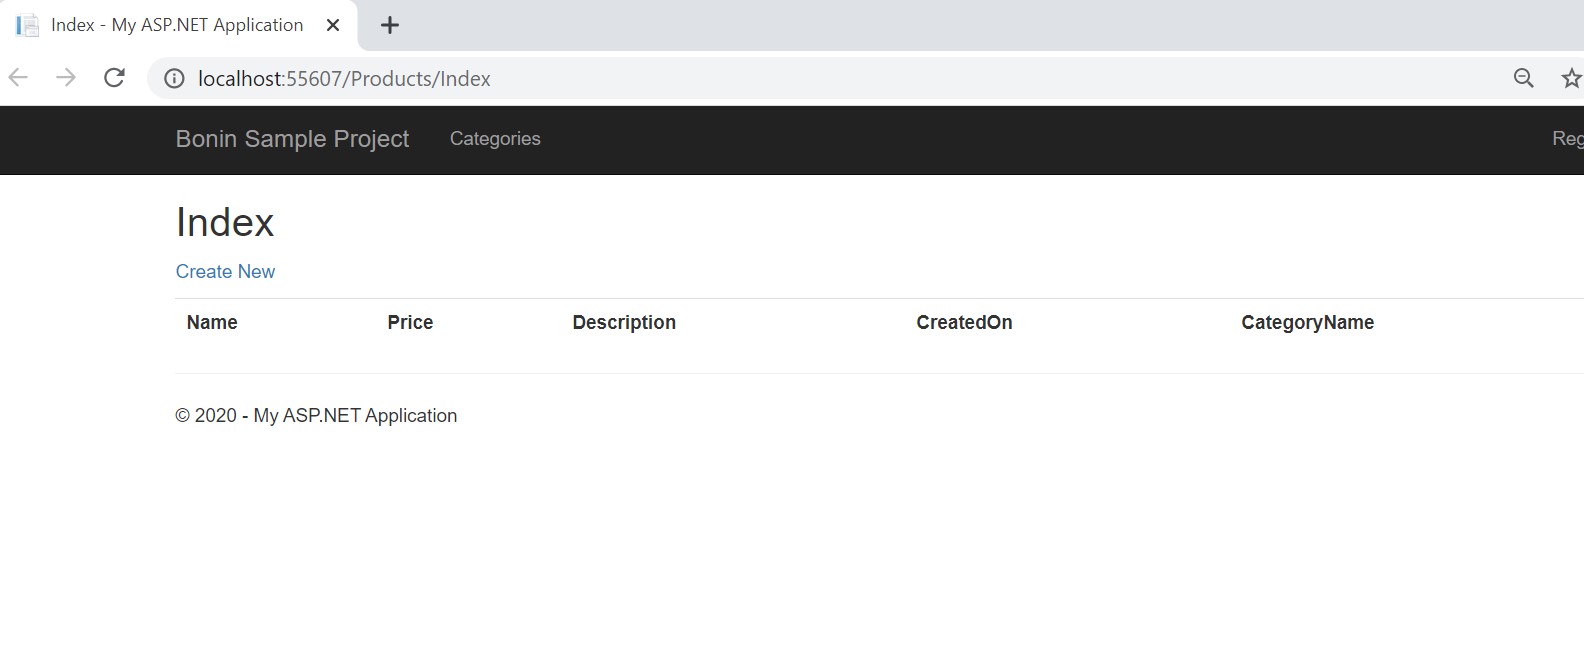 Index - My ASP.NET Application
localhost:55607/Products/Index
Bonin Sample Project Categories Reg
Index
Create New
Name Price Description CreatedOn CategoryName
© 2020 - My ASP.NET Application